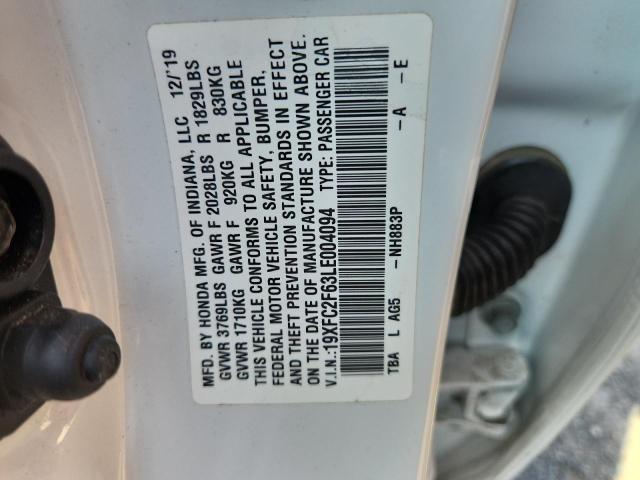 MFD. BY HONDA MFG. OF INDIANA, LLC 12/'19
GVWR 3769LBS GAWR F 2028LBS R 1829LBS
GVWR 1710KG GAWR F 920KG R 830KG
THIS VEHICLE CONFORMS TO ALL APPLICABLE
FEDERAL MOTOR VEHICLE SAFETY, BUMPER,
AND THEFT PREVENTION STANDARDS IN EFFECT
ON THE DATE OF MANUFACTURE SHOWN ABOVE.
V.I.N.:19XFC2F63LE004094 TYPE: PASSENGER CAR
TBA L AG5 -NH883P -A -E